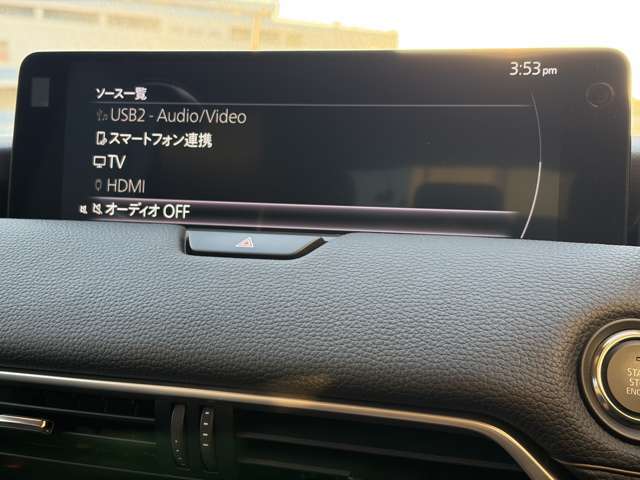 3:53 pm
ソース一覧
USB2 - Audio/Video
スマートフォン連携
TV
HDMI
オーディオ OFF